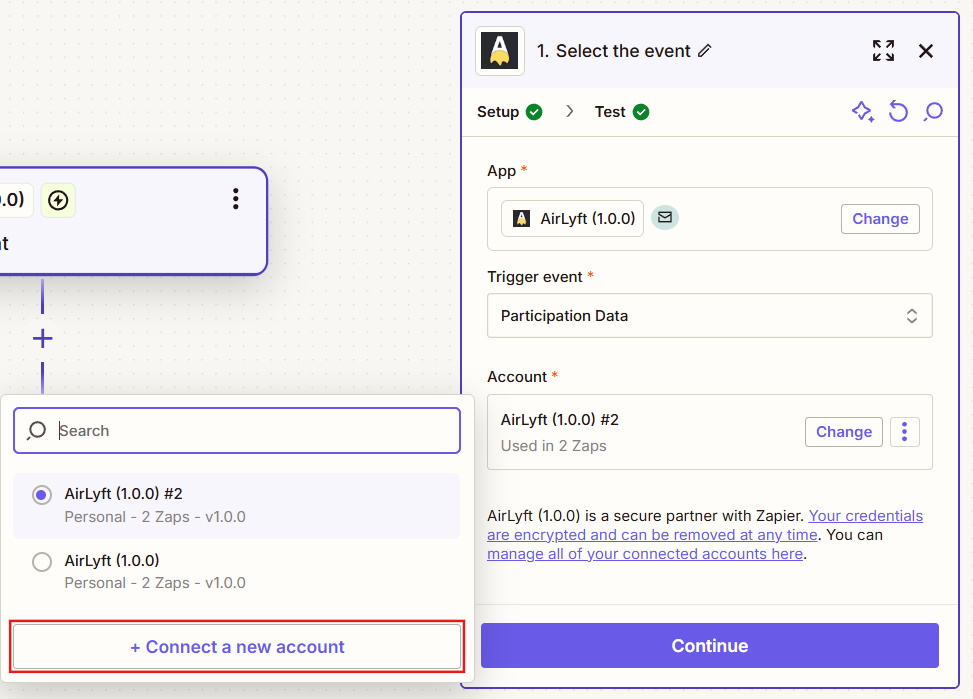 1. Select the event
Setup
Test
.0)
nt
App *
AirLyft (1.0.0)
Change
Trigger event *
Participation Data
Account *
AirLyft (1.0.0) #2
Used in 2 Zaps
Change
AirLyft (1.0.0) is a secure partner with Zapier. Your credentials
are encrypted and can be removed at any time. You can
manage all of your connected accounts here.
Continue
Search
AirLyft (1.0.0) #2
Personal - 2 Zaps - v1.0.0
AirLyft (1.0.0)
Personal - 2 Zaps - v1.0.0
+ Connect a new account